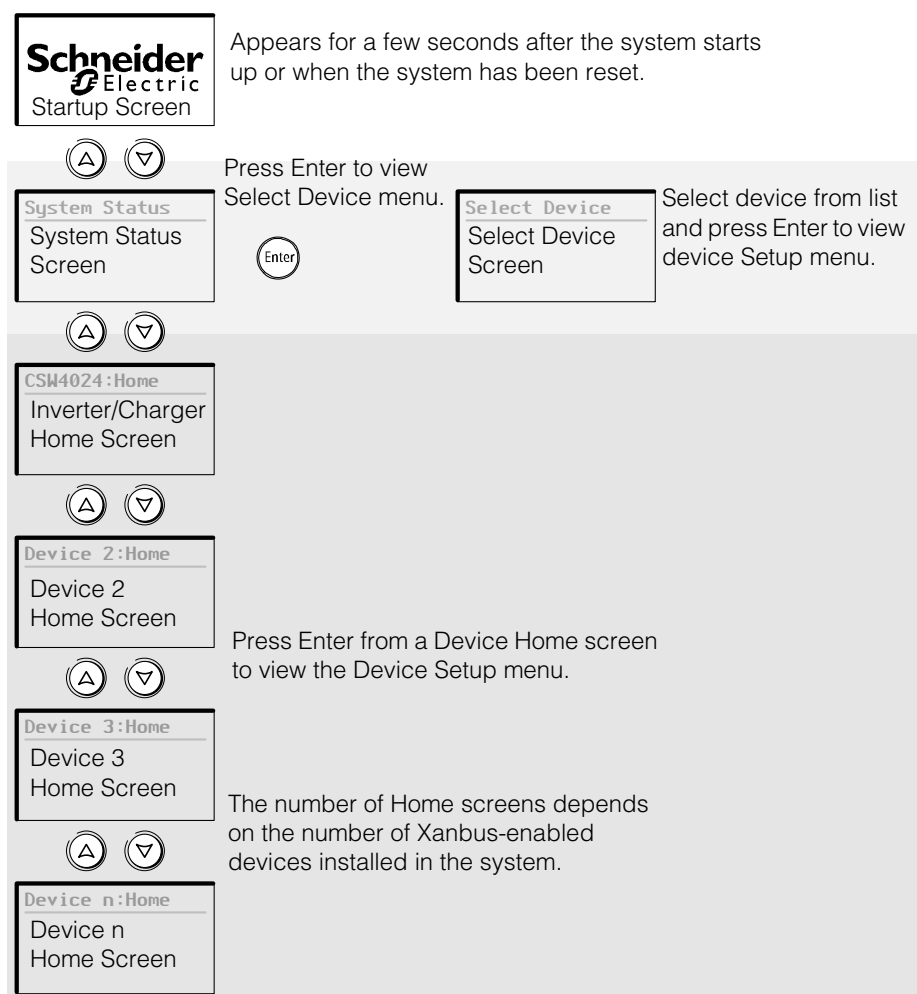 Schneider
Electric
Startup Screen
Appears for a few seconds after the system starts
up or when the system has been reset.
Press Enter to view
Select Device menu.
System Status
System Status
Screen
Enter
Select Device
Select Device
Screen
Select device from list
and press Enter to view
device Setup menu.
CSW4024:Home
Inverter/Charger
Home Screen
Device 2:Home
Device 2
Home Screen
Press Enter from a Device Home screen
to view the Device Setup menu.
Device 3:Home
Device 3
Home Screen
The number of Home screens depends
on the number of Xanbus-enabled
devices installed in the system.
Device n:Home
Device n
Home Screen